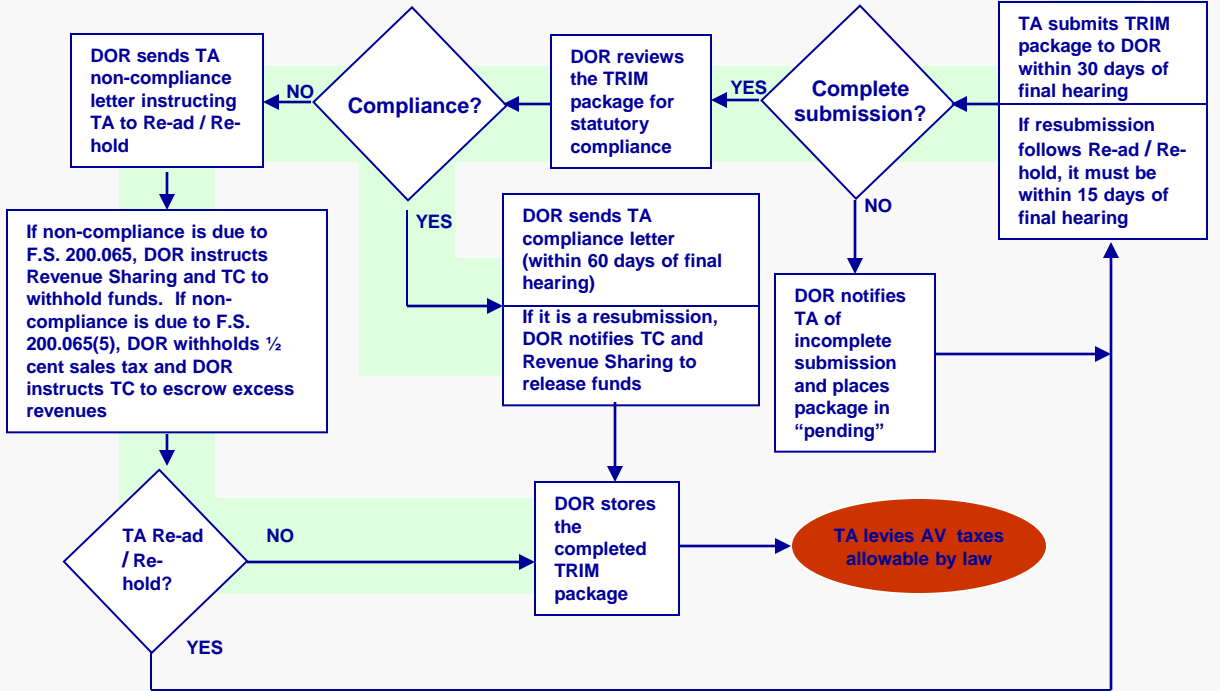 TA submits TRIM
package to DOR
within 30 days of
final hearing
If resubmission
follows Re-ad / Re-
hold, it must be
within 15 days of
final hearing
Complete
submission?
YES
NO
DOR reviews
the TRIM
package for
statutory
compliance
Compliance?
NO
YES
DOR sends TA
non-compliance
letter instructing
TA to Re-ad / Re-
hold
If non-compliance is due to
F.S. 200.065, DOR instructs
Revenue Sharing and TC to
withhold funds.  If non-
compliance is due to F.S.
200.065(5), DOR withholds ½
cent sales tax and DOR
instructs TC to escrow excess
revenues
DOR sends TA
compliance letter
(within 60 days of final
hearing)
If it is a resubmission,
DOR notifies TC and
Revenue Sharing to
release funds
DOR notifies
TA of
incomplete
submission
and places
package in
“pending”
TA Re-ad
/ Re-
hold?
NO
YES
DOR stores
the
completed
TRIM
package
TA levies AV  taxes
allowable by law